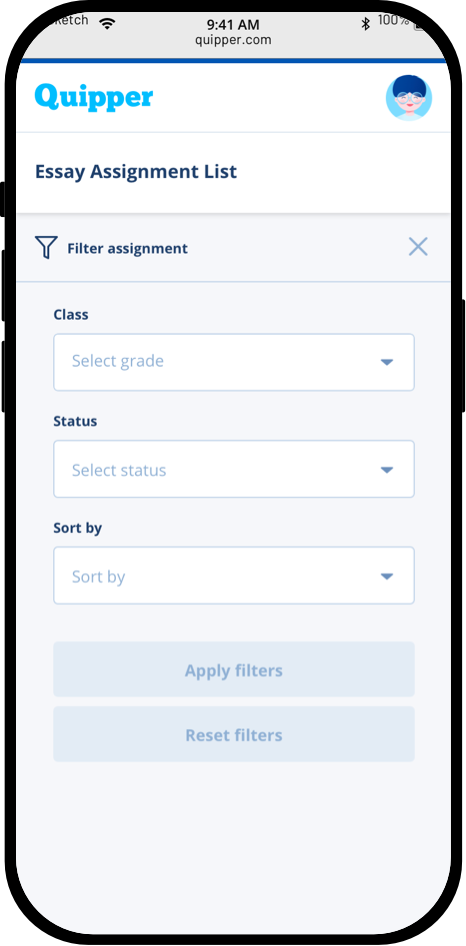 9:41 AM
100%
quipper.com
Quipper
Essay Assignment List
Filter assignment
Class
Select grade
Status
Select status
Sort by
Sort by
Apply filters
Reset filters